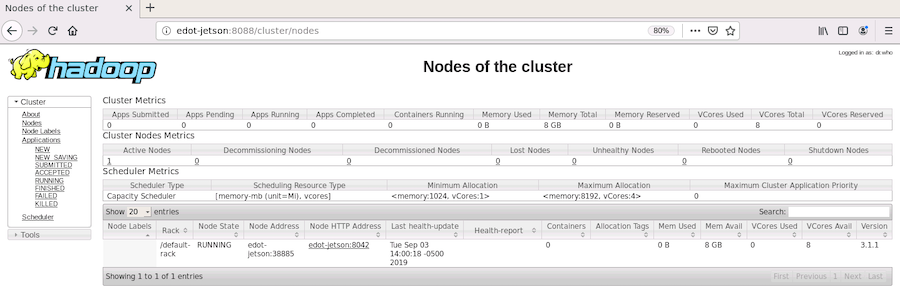 Nodes of the cluster
edot-jetson:8088/cluster/nodes 80%
Logged in as: dr.who
hadoop
Nodes of the cluster
Cluster
About
Nodes
Node Labels
Applications
NEW
NEW_SAVING
SUBMITTED
ACCEPTED
RUNNING
FINISHED
FAILED
KILLED
Scheduler
Tools
Cluster Metrics
Apps Submitted Apps Pending Apps Running Apps Completed Containers Running Memory Used Memory Total Memory Reserved VCores Used VCores Total VCores Reserved
0 0 0 0 0 0 B 8 GB 0 B 0 8 0
Cluster Nodes Metrics
Active Nodes Decommissioning Nodes Decommissioned Nodes Lost Nodes Unhealthy Nodes Rebooted Nodes Shutdown Nodes
1 0 0 0 0 0 0
Scheduler Metrics
Scheduler Type Scheduling Resource Type Minimum Allocation Maximum Allocation Maximum Cluster Application Priority
Capacity Scheduler [memory-mb (unit=Mi), vcores] <memory:1024, vCores:1> <memory:8192, vCores:4> 0
Show 20 entries Search:
Node Labels Rack Node State Node Address Node HTTP Address Last health-update Health-report Containers Allocation Tags Mem Used Mem Avail VCores Used VCores Avail Version
/default-rack RUNNING edot-jetson:38885 edot-jetson:8042 Tue Sep 03 14:00:18 -0500 2019 0 0 B 8 GB 0 8 3.1.1
Showing 1 to 1 of 1 entries First Previous 1 Next Last